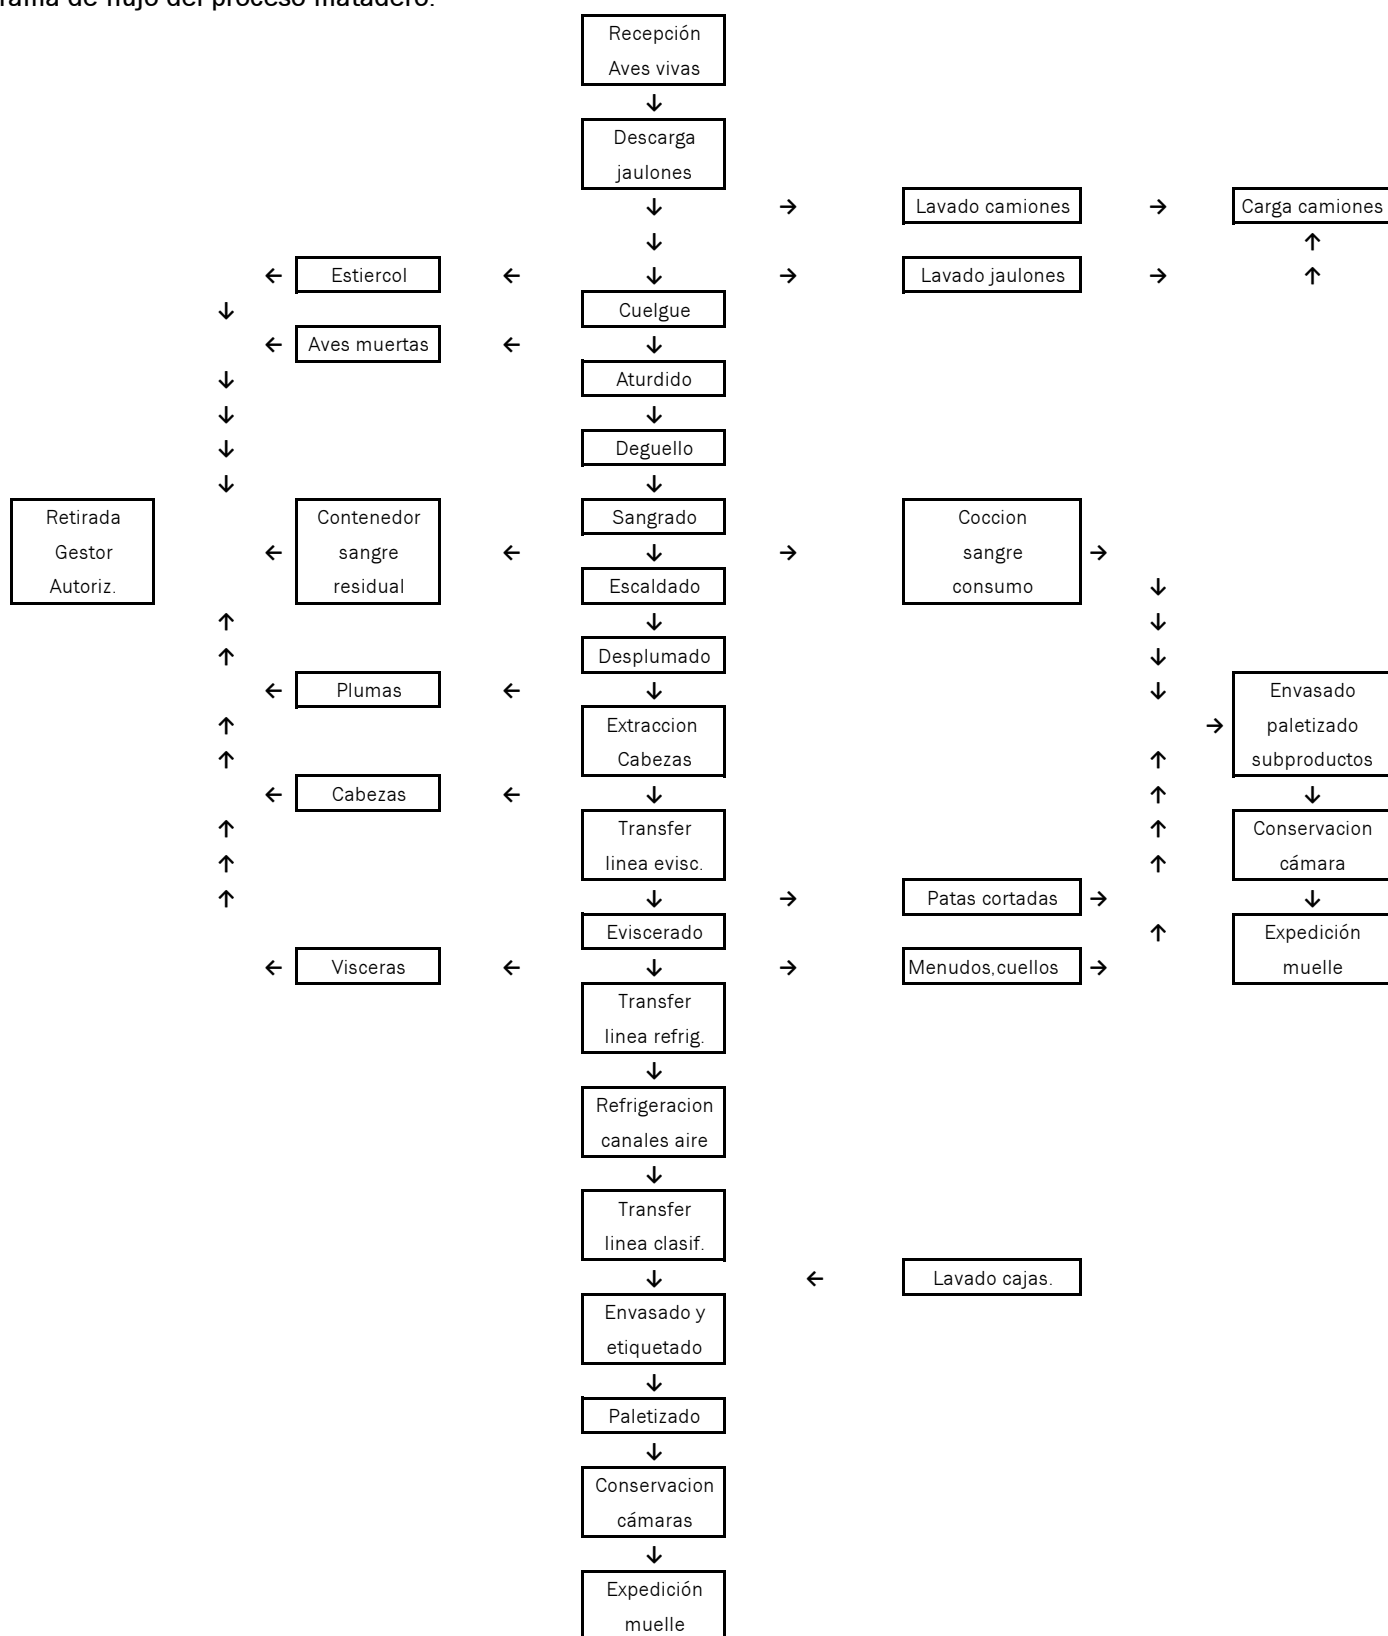 rama de flujo del proceso matadero.
Recepción
Aves vivas
↓
Descarga
jaulones
↓ → Lavado camiones → Carga camiones
↓ ↑
← Estiercol ← ↓ → Lavado jaulones → ↑
↓ Cuelgue
← Aves muertas ← ↓
↓ Aturdido
↓ ↓
↓ Deguello
↓ ↓
Retirada Contenedor Sangrado Coccion
Gestor ← sangre ← ↓ → sangre →
Autoriz. residual Escaldado consumo ↓
↑ ↓ ↓
↑ Desplumado ↓
← Plumas ← ↓ ↓ Envasado
↑ Extraccion → paletizado
↑ Cabezas ↑ subproductos
← Cabezas ← ↓ ↑ ↓
↑ Transfer ↑ Conservacion
↑ linea evisc. ↑ cámara
↑ ↓ → Patas cortadas → ↓
Eviscerado ↑ Expedición
← Visceras ← ↓ → Menudos,cuellos → muelle
Transfer
linea refrig.
↓
Refrigeracion
canales aire
↓
Transfer
linea clasif.
↓ ← Lavado cajas.
Envasado y
etiquetado
↓
Paletizado
↓
Conservacion
cámaras
↓
Expedición
muelle